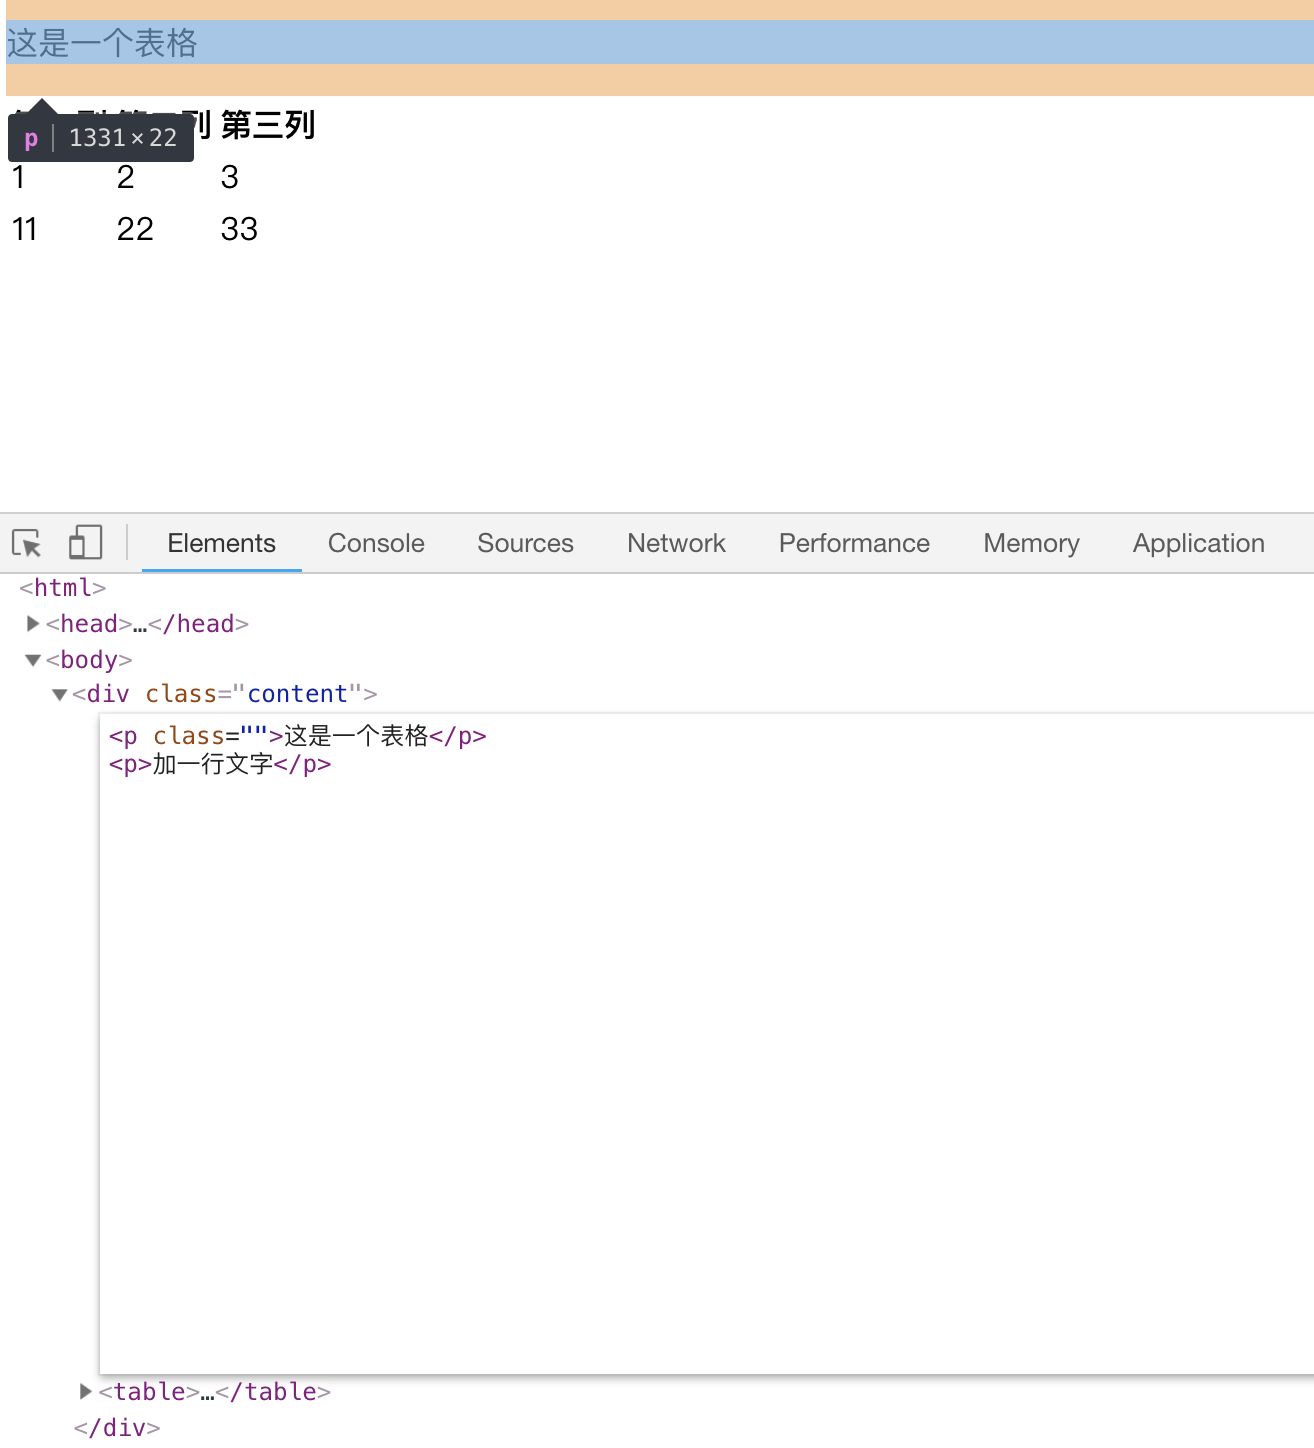 这是一个表格
第三列
p 1331 × 22
1 2 3
11 22 33
Elements Console Sources Network Performance Memory Application
<html>
<head>…</head>
<body>
<div class="content">
<p class="">这是一个表格</p>
<p>加一行文字</p>
<table>…</table>
</div>